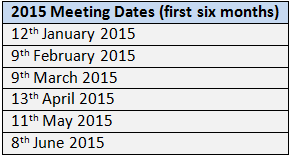 2015 Meeting Dates (first six months)
12th January 2015
9th February 2015
9th March 2015
13th April 2015
11th May 2015
8th June 2015